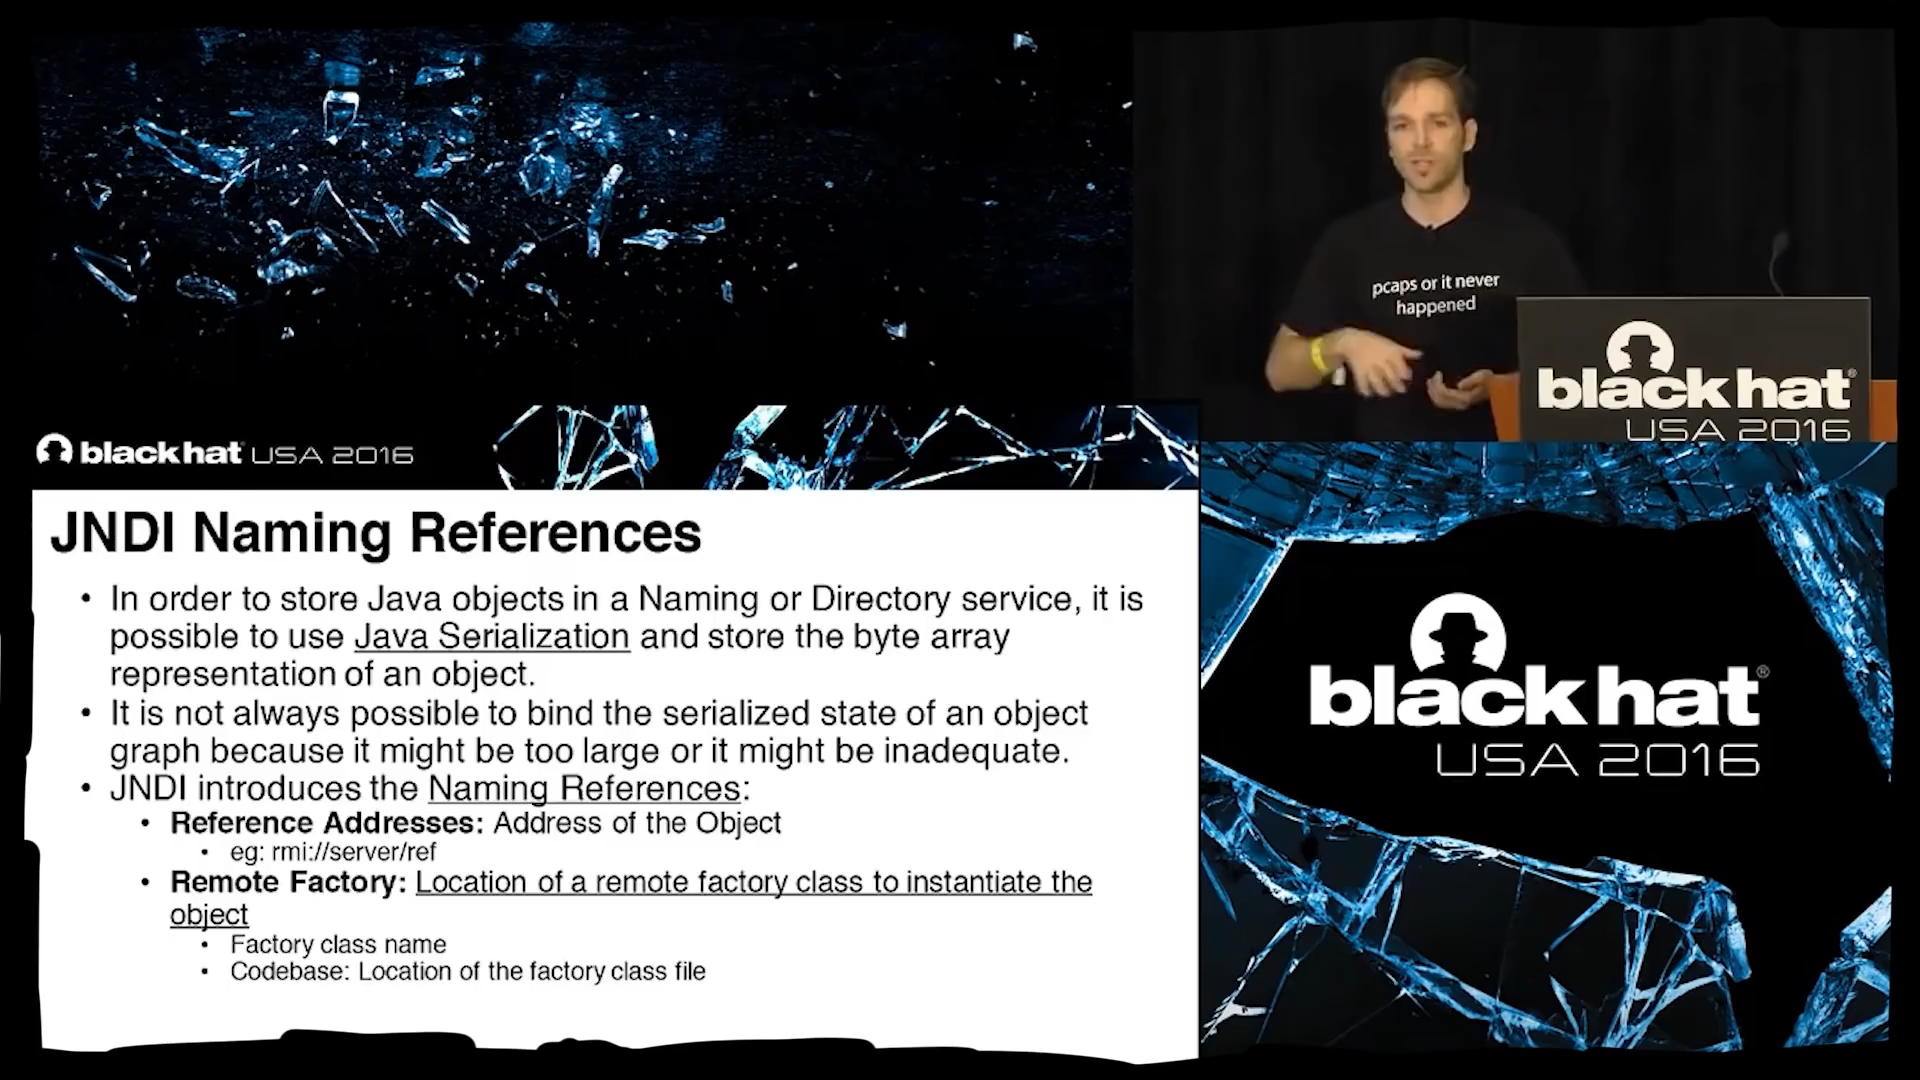 pcaps or it never
happened
black hat®
USA 2016
black hat USA 2016
JNDI Naming References
• In order to store Java objects in a Naming or Directory service, it is
possible to use Java Serialization and store the byte array
representation of an object.
• It is not always possible to bind the serialized state of an object
graph because it might be too large or it might be inadequate.
• JNDI introduces the Naming References:
• Reference Addresses: Address of the Object
• eg: rmi://server/ref
• Remote Factory: Location of a remote factory class to instantiate the
object
• Factory class name
• Codebase: Location of the factory class file
black hat®
USA 2016